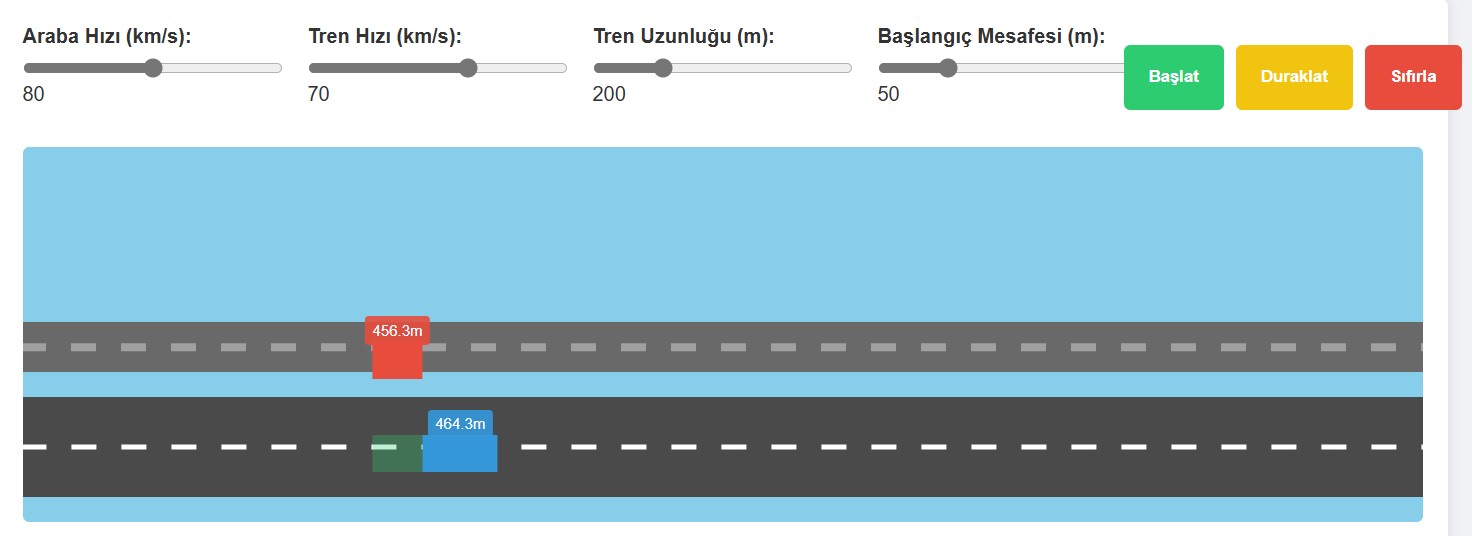 Araba Hızı (km/s):
80
Tren Hızı (km/s):
70
Tren Uzunluğu (m):
200
Başlangıç Mesafesi (m):
50
Başlat
Duraklat
Sıfırla
456.3m
464.3m